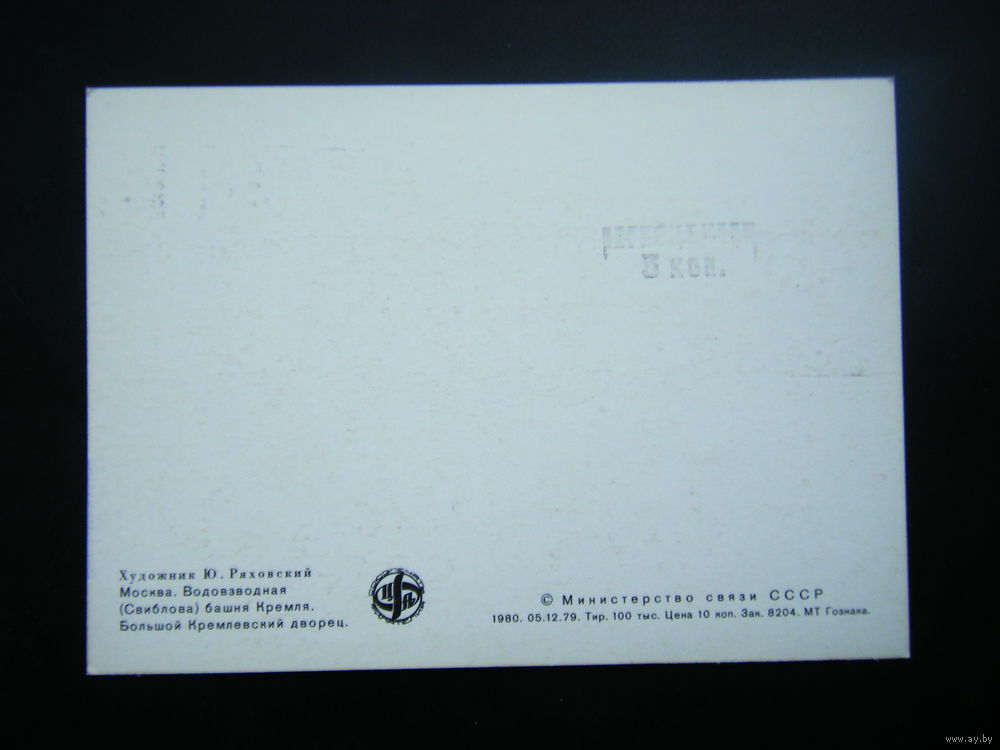 3 коп.
Художник Ю. Ряховский
Москва. Водовзводная
(Свиблова) башня Кремля.
Большой Кремлевский дворец.
ЦФА
© Министерство связи СССР
1980. 05.12.79. Тир. 100 тыс. Цена 10 коп. Зак. 8204. МТ Гознака.
www.ay.by